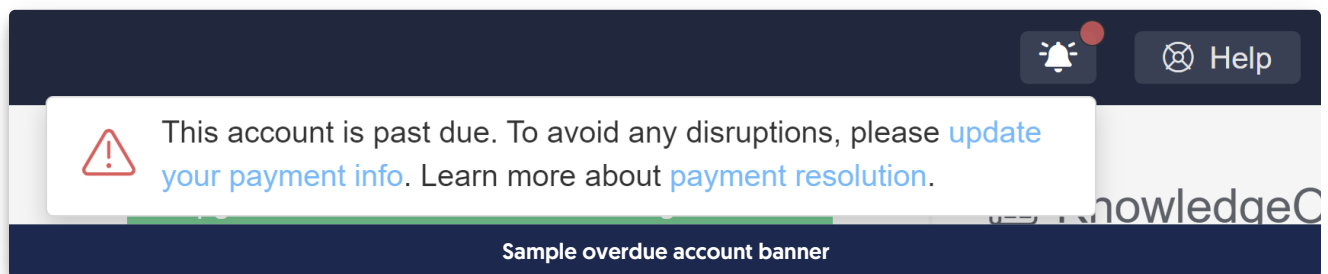 Help
This account is past due. To avoid any disruptions, please update
your payment info. Learn more about payment resolution.
Sample overdue account banner